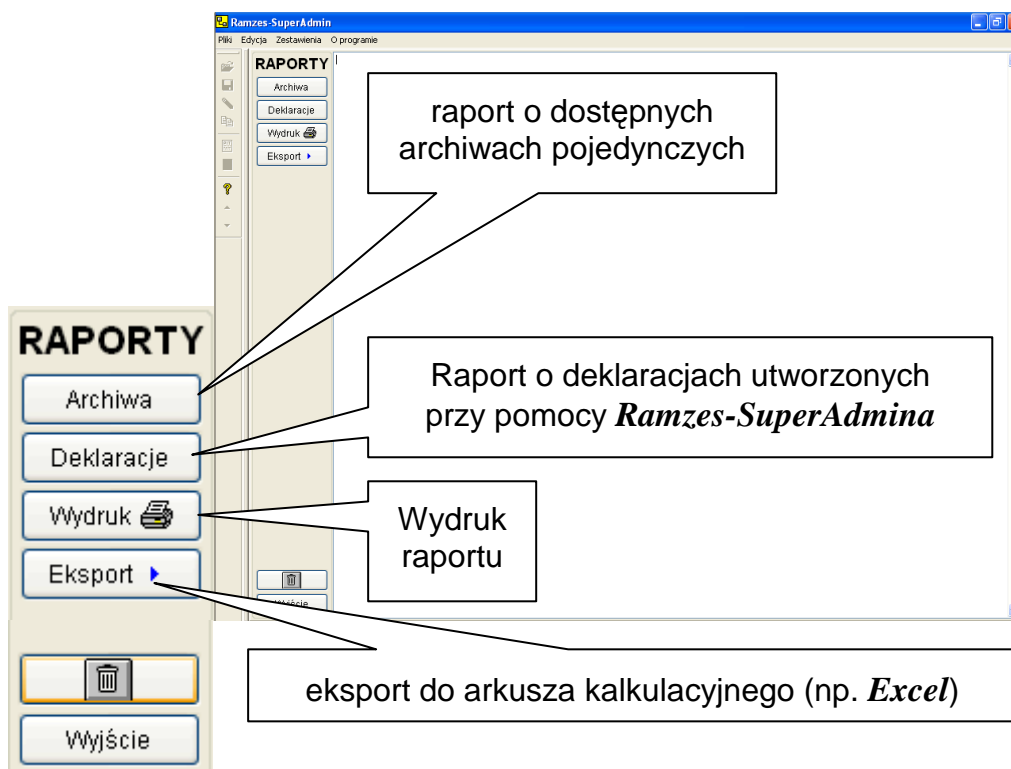 Ramzes-SuperAdmin
Pliki Edycja Zestawienia O programie
RAPORTY
Archiwa
Deklaracje
Wydruk
Eksport
raport o dostępnych
archiwach pojedynczych
RAPORTY
Archiwa
Deklaracje
Wydruk
Eksport
Wyjście
Raport o deklaracjach utworzonych
przy pomocy Ramzes-SuperAdmina
Wydruk
raportu
Wyjście
eksport do arkusza kalkulacyjnego (np. Excel)